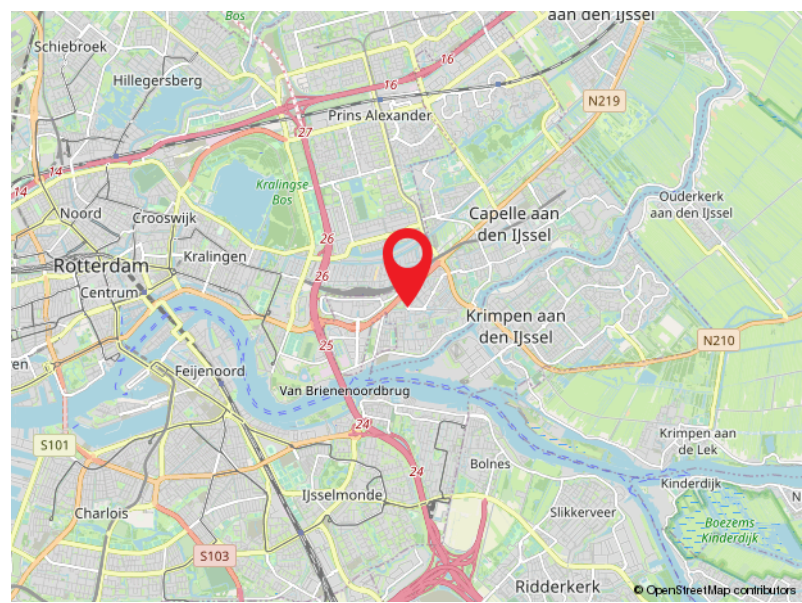 aan den IJssel
Bos
Schiebroek
16
Hillegersberg
16
N219
Prins Alexander
27
14
14
Kralingse
Bos
Ouderkerk
aan den IJssel
Noord
Crooswijk
Capelle aan
den IJssel
26
Kralingen
Rotterdam
26
Centrum
Krimpen aan
den IJssel
N210
25
ven
Feijenoord
Van Brienenoordbrug
24
S101
Krimpen aan
de Lek
24
Bolnes
IJsselmonde
Kinderdijk
N
Charlois
Slikkerveer
Boezems
Kinderdijk
S103
Ridderkerk
© OpenStreetMap contributors